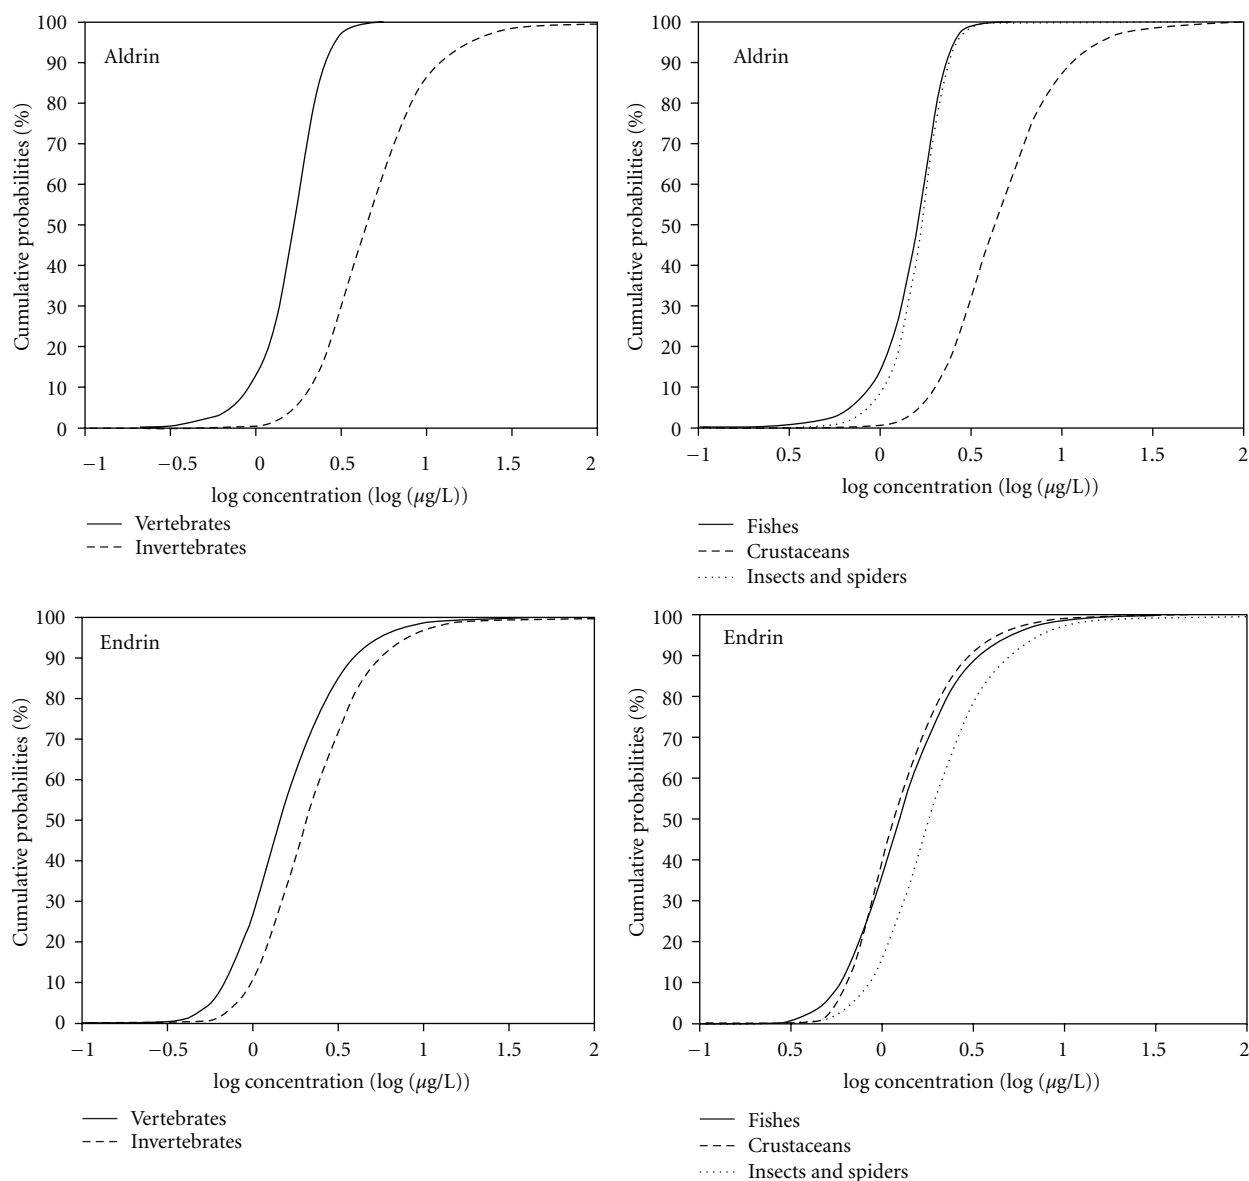 Aldrin
Cumulative probabilities (%)
100
90
80
70
60
50
40
30
20
10
0
−1 −0.5 0 0.5 1 1.5 2
log concentration (log (µg/L))
Vertebrates
Invertebrates
Aldrin
Cumulative probabilities (%)
100
90
80
70
60
50
40
30
20
10
0
−1 0 0.5 1 1.5 2
log concentration (log (µg/L))
Fishes
Crustaceans
Insects and spiders
Endrin
Cumulative probabilities (%)
100
90
80
70
60
50
40
30
20
10
0
−1 −0.5 0 0.5 1 1.5 2
log concentration (log (µg/L))
Vertebrates
Invertebrates
Endrin
Cumulative probabilities (%)
100
90
80
70
60
50
40
30
20
10
0
−1 0.5 0 0.5 1 1.5 2
log concentration (log (µg/L))
Fishes
Crustaceans
Insects and spiders